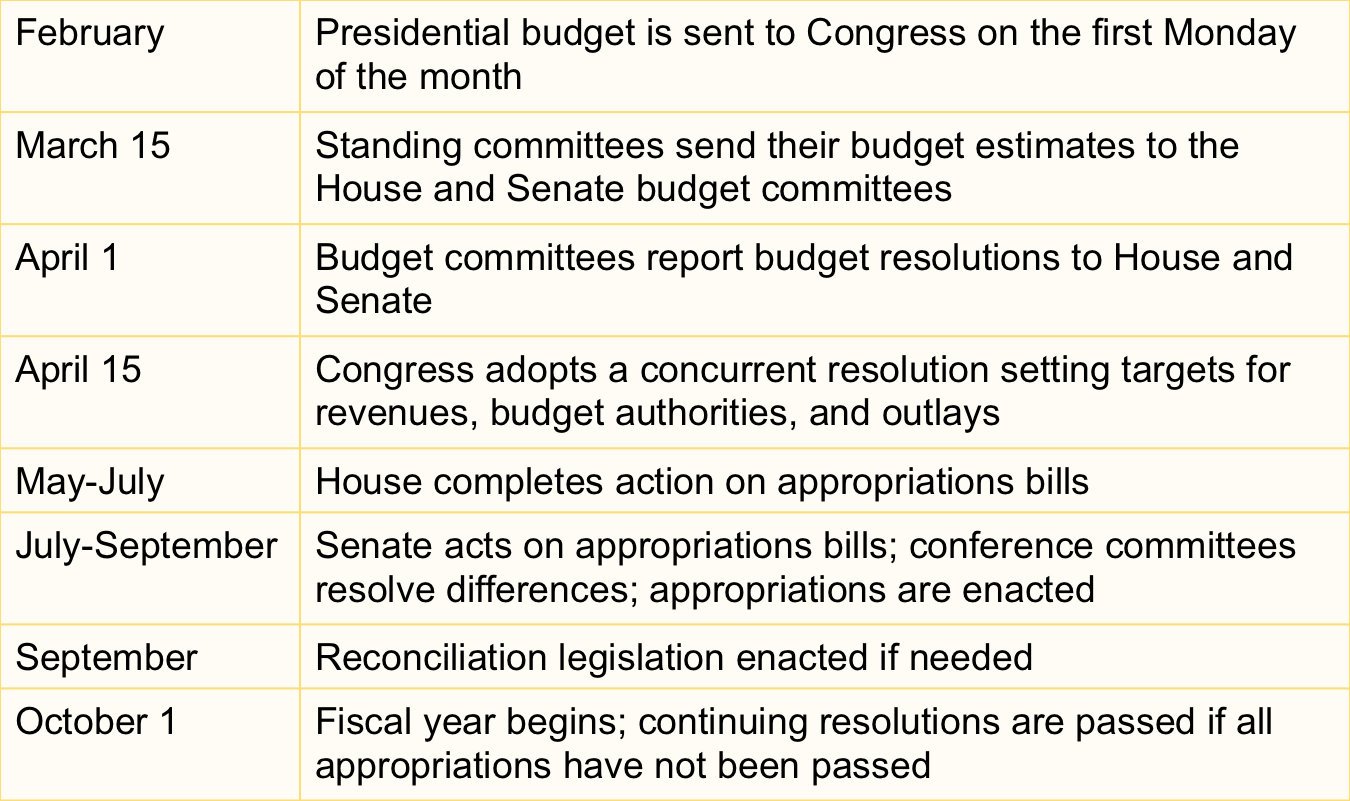 February
Presidential budget is sent to Congress on the first Monday
of the month
March 15
Standing committees send their budget estimates to the
House and Senate budget committees
April 1
Budget committees report budget resolutions to House and
Senate
April 15
Congress adopts a concurrent resolution setting targets for
revenues, budget authorities, and outlays
May-July
House completes action on appropriations bills
July-September
Senate acts on appropriations bills; conference committees
resolve differences; appropriations are enacted
September
Reconciliation legislation enacted if needed
October 1
Fiscal year begins; continuing resolutions are passed if all
appropriations have not been passed